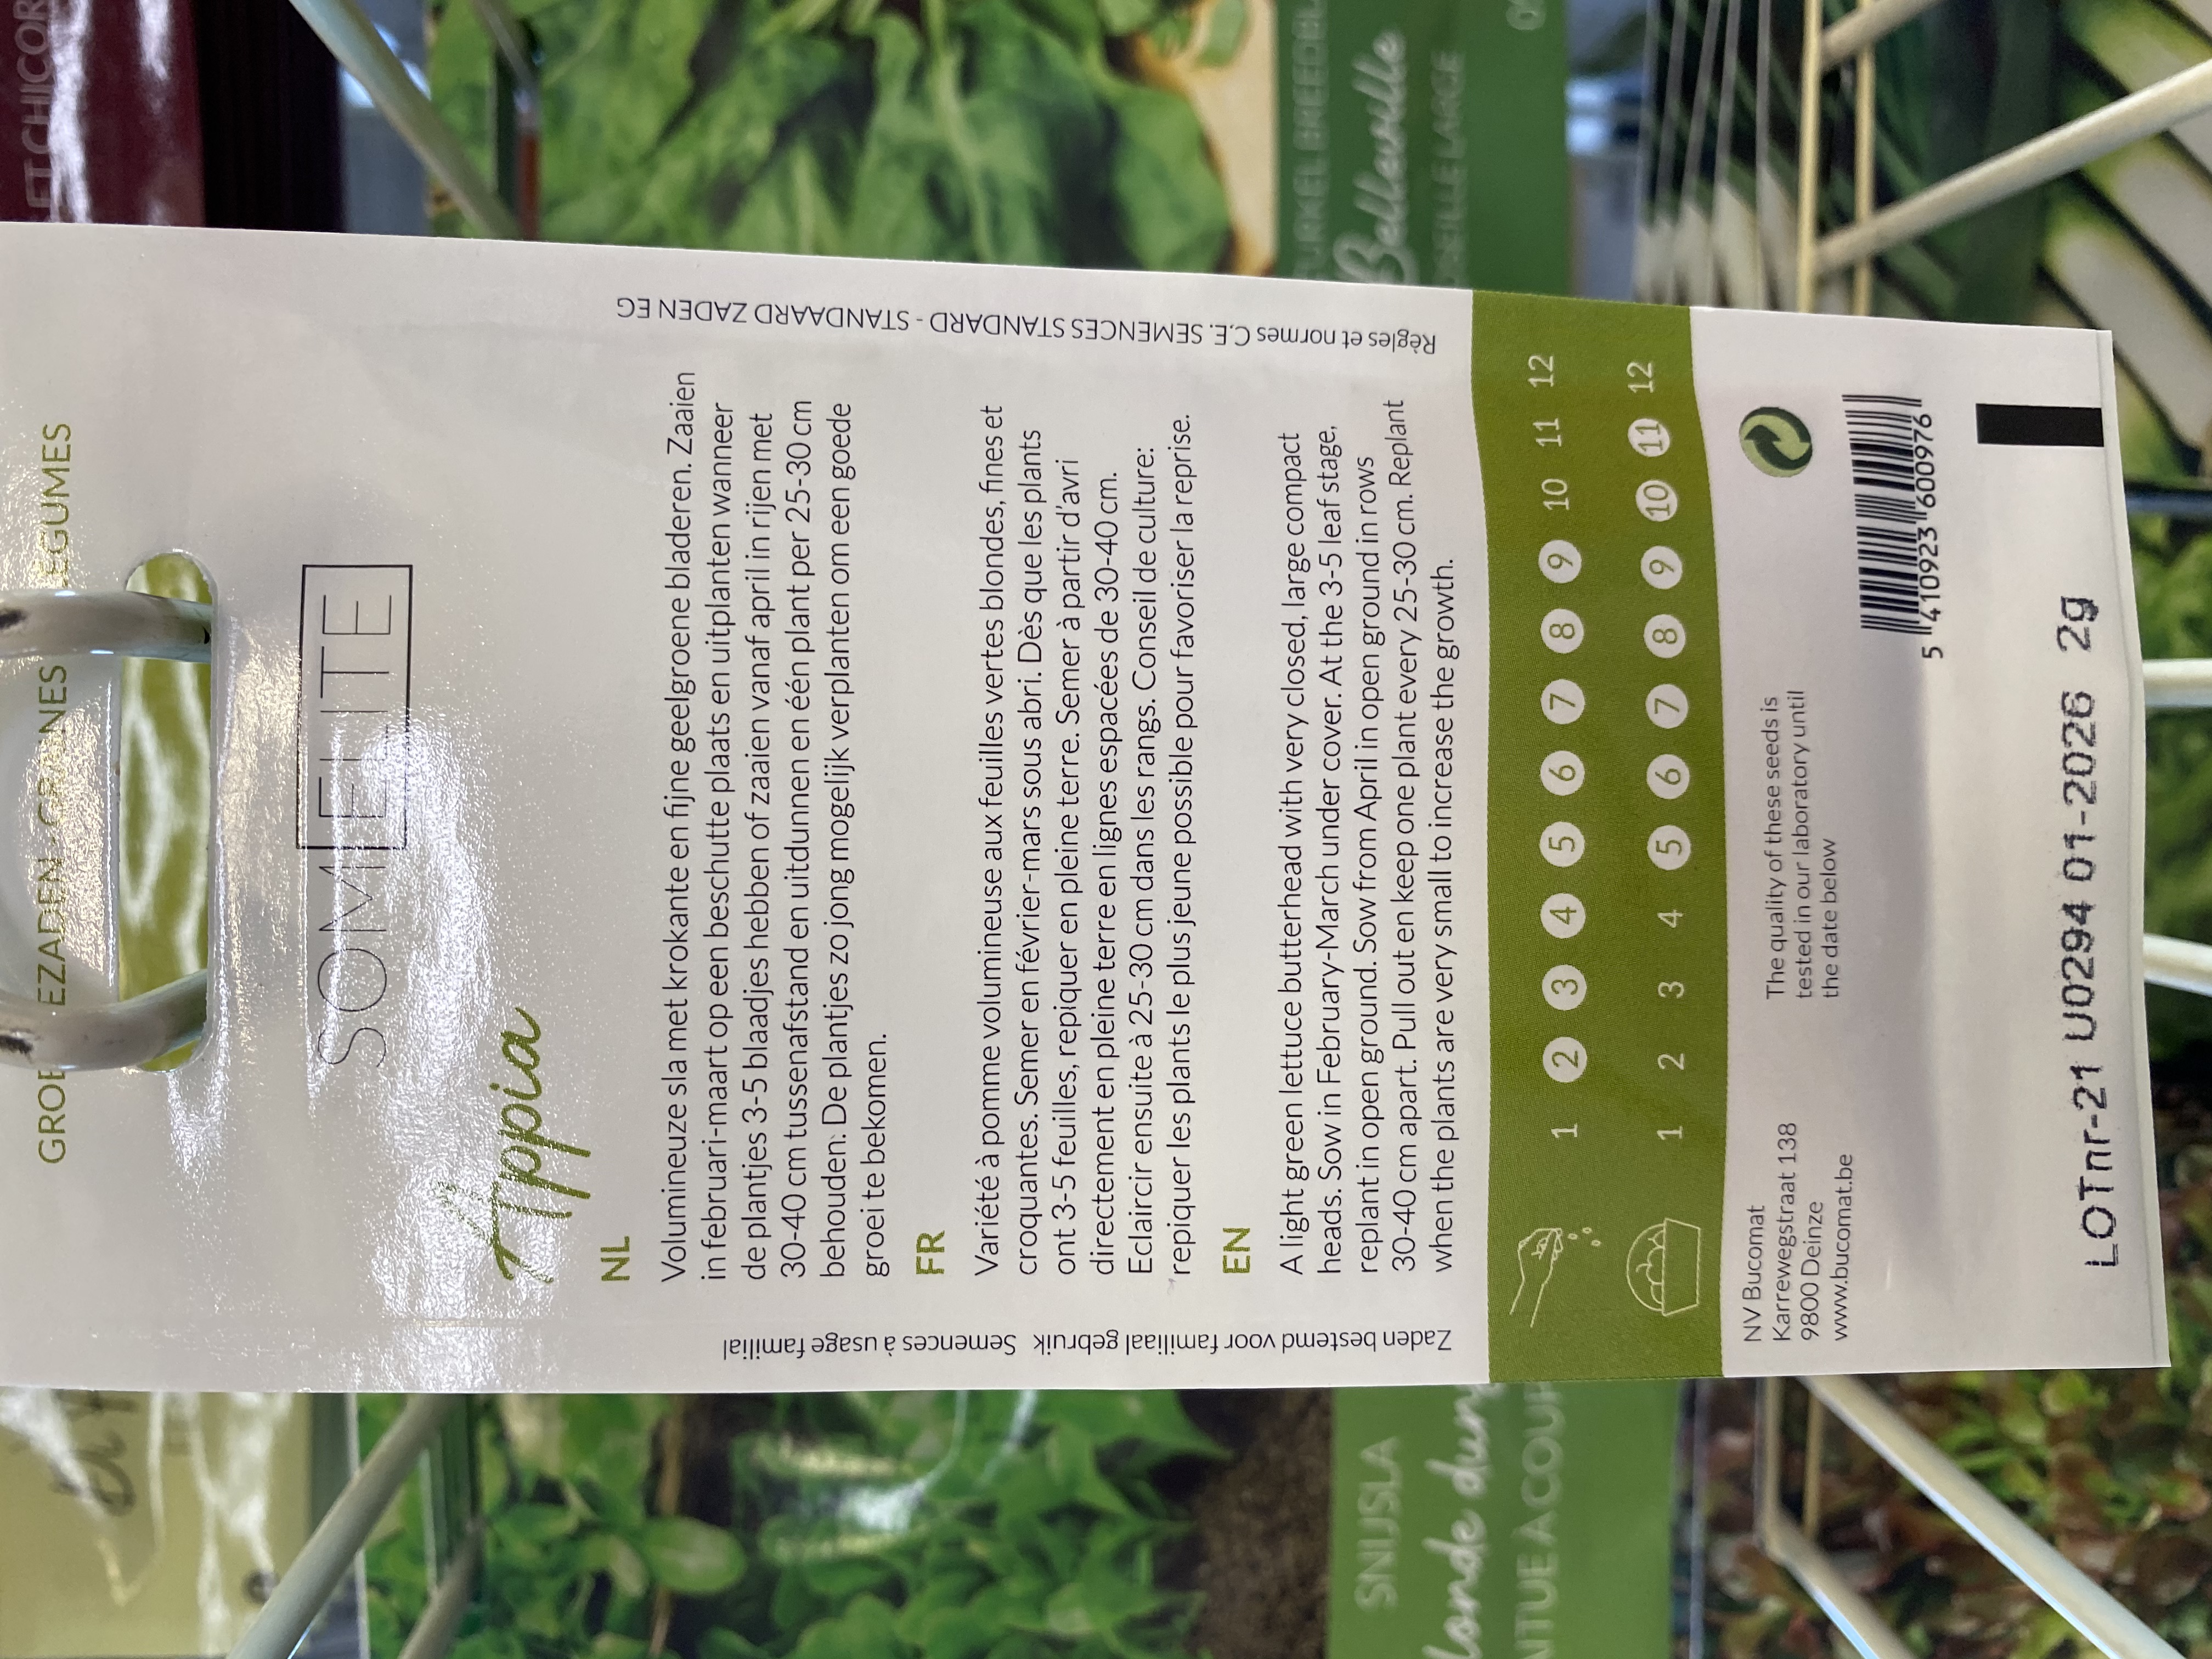 GROE EZADEN - GRAINES LEGUMES
SOM ELITE
Appia
NL
Volumineuze sla met krokante en fijne geelgroene bladeren. Zaaien
in februari-maart op een beschutte plaats en uitplanten wanneer
de plantjes 3-5 blaadjes hebben of zaaien vanaf april in rijen met
30-40 cm tussenafstand en uitdunnen en één plant per 25-30 cm
behouden: De plantjes zo jong mogelijk verplanten om een goede
groei te bekomen.
FR
Variété à pomme volumineuse aux feuilles vertes blondes, fines et
croquantes. Semer en février-mars sous abri. Dès que les plants
ont 3-5 feuilles, repiquer en pleine terre. Semer à partir d'avri
directement en pleine terre en lignes espacées de 30-40 cm.
Eclaircir ensuite à 25-30 cm dans les rangs. Conseil de culture:
repiquer les plants le plus jeune possible pour favoriser la reprise.
EN
A light green lettuce butterhead with very closed, large compact
heads. Sow in February-March under cover. At the 3-5 leaf stage,
replant in open ground. Sow from April in open ground in rows
30-40 cm apart. Pull out en keep one plant every 25-30 cm. Replant
when the plants are very small to increase the growth.
Zaden bestemd voor familiaal gebruik Semences à usage familial
Règles et normes C.E. SEMENCES STANDARD - STANDAARD ZADEN EG
1 2 3 4 5 6 7 8 9 10 11 12
1 2 3 4 5 6 7 8 9 10 11 12
NV Bucomat
Karrewegstraat 138
9800 Deinze
www.bucomat.be
The quality of these seeds is
tested in our laboratory until
the date below
5 410923 600976
LOTnr-21 U0294 01-2026 2g
ET CHICOR
BREEDBL
Bellevolle
OSEILLE LARGE
SNIJSLA